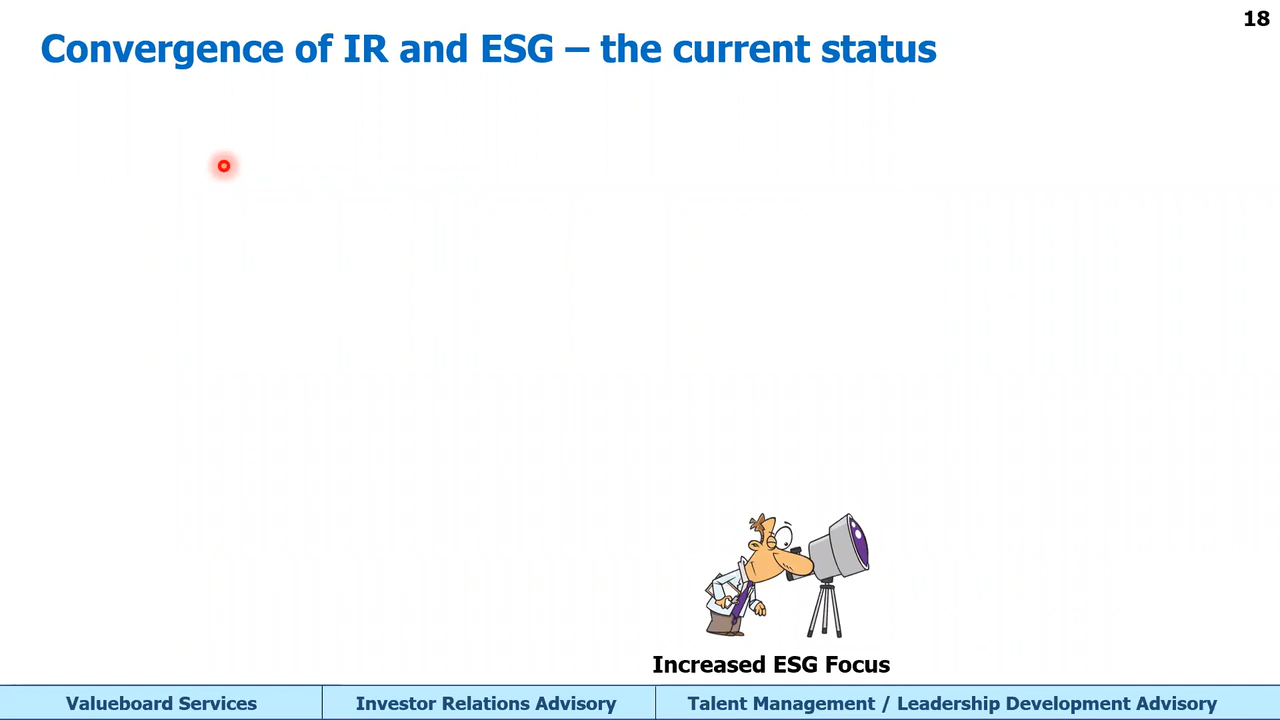 18
Convergence of IR and ESG – the current status
Increased ESG Focus
Valueboard Services
Investor Relations Advisory
Talent Management / Leadership Development Advisory